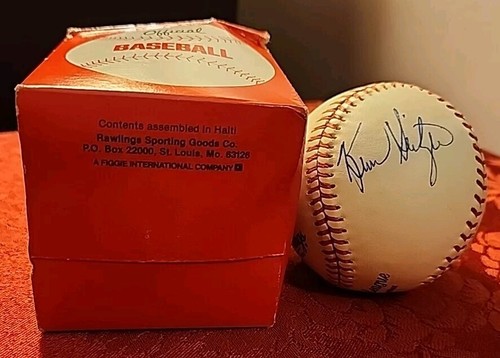 Official
BASEBALL
Contents assembled in Haiti
Rawlings Sporting Goods Co.
P.O. Box 22000, St. Louis, Mo. 63126
A FIGGIE INTERNATIONAL COMPANY